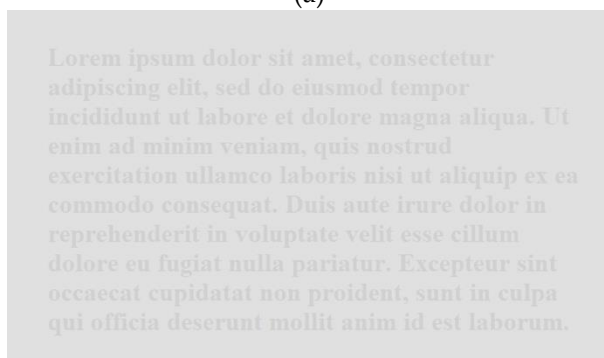 (a)
Lorem ipsum dolor sit amet, consectetur
adipiscing elit, sed do eiusmod tempor
incididunt ut labore et dolore magna aliqua. Ut
enim ad minim veniam, quis nostrud
exercitation ullamco laboris nisi ut aliquip ex ea
commodo consequat. Duis aute irure dolor in
reprehenderit in voluptate velit esse cillum
dolore eu fugiat nulla pariatur. Excepteur sint
occaecat cupidatat non proident, sunt in culpa
qui officia deserunt mollit anim id est laborum.